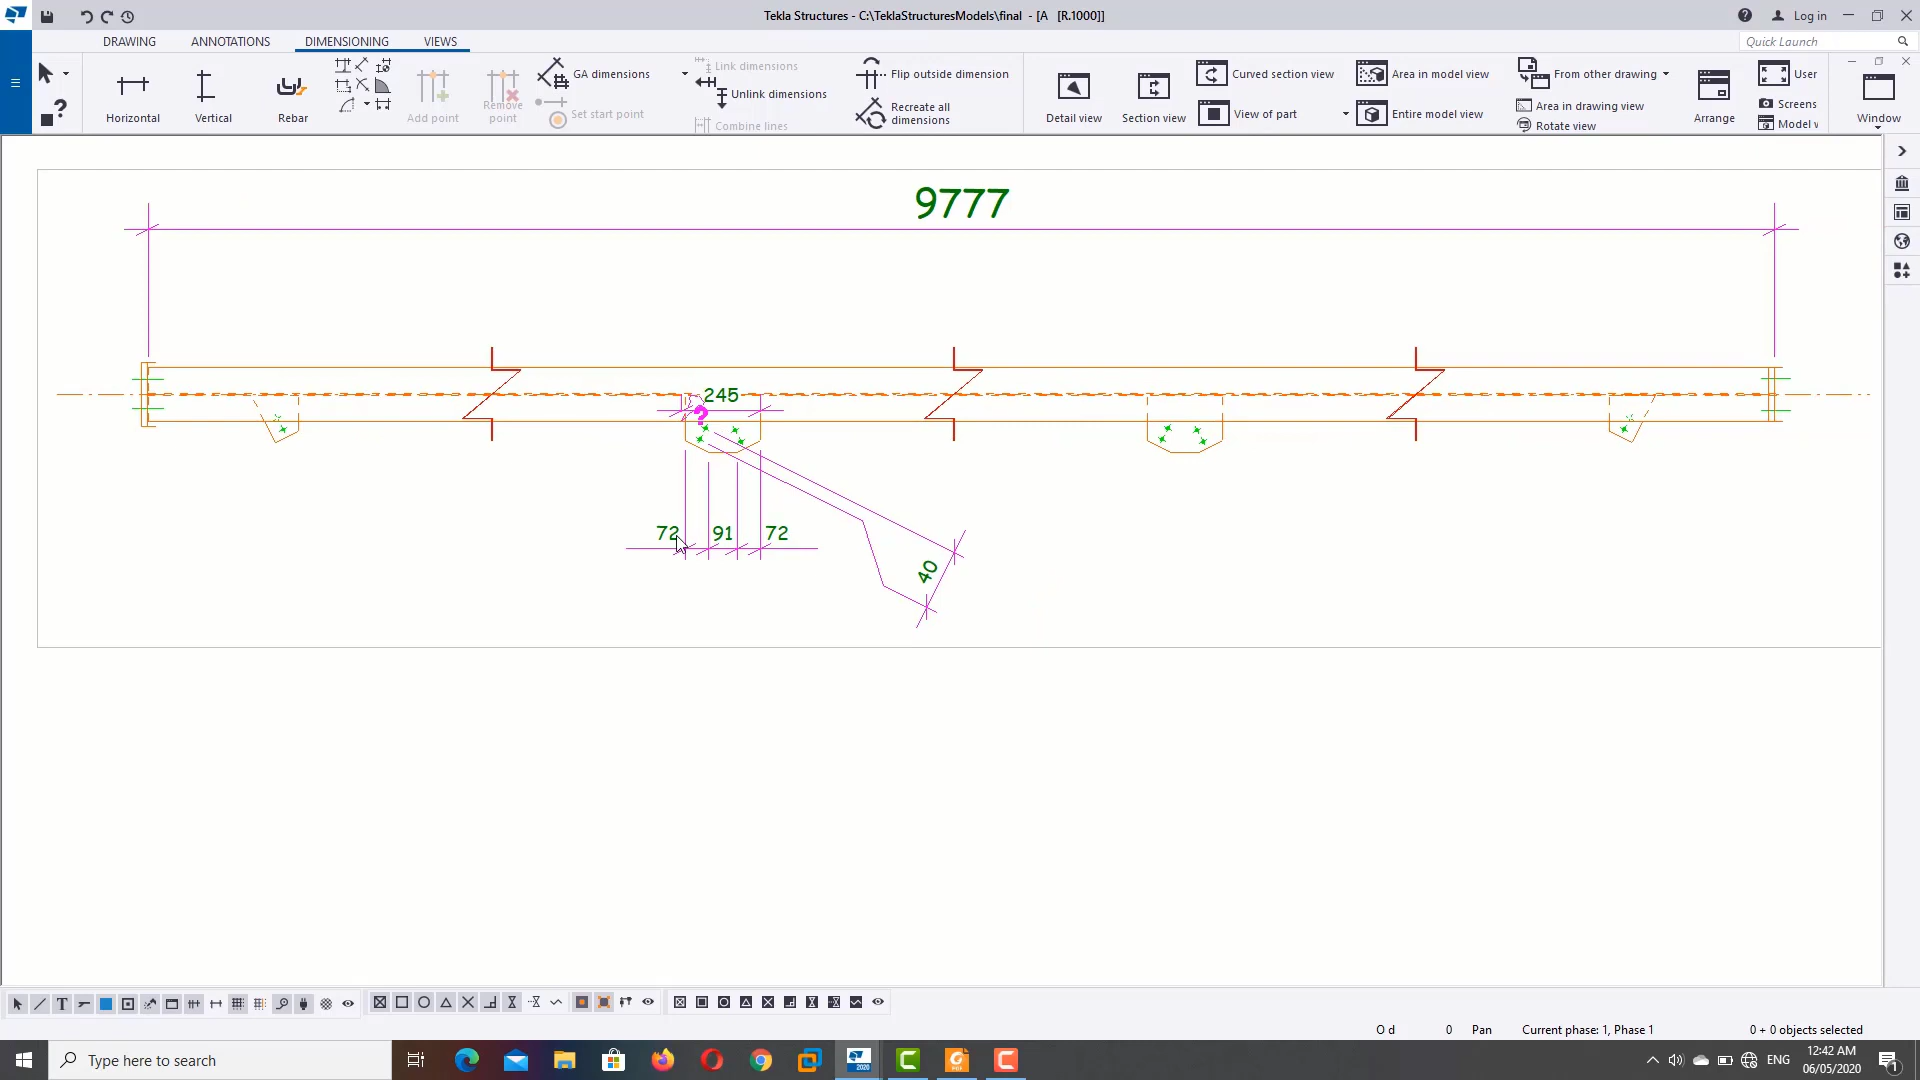 Tekla Structures - C:\TeklaStructuresModels\final - [A [R.1000]]
Log in
DRAWING ANNOTATIONS DIMENSIONING VIEWS
Quick Launch
Horizontal
Vertical
Rebar
Add point
Remove point
GA dimensions
Set start point
Link dimensions
Unlink dimensions
Combine lines
Flip outside dimension
Recreate all dimensions
Detail view
Section view
Curved section view
View of part
Area in model view
Entire model view
From other drawing
Area in drawing view
Rotate view
Arrange
User
Screens
Model v
Window
9777
245
?
72 91 72
40
O d 0 Pan Current phase: 1, Phase 1 0 + 0 objects selected
Type here to search
2020
ENG
12:42 AM
06/05/2020
1